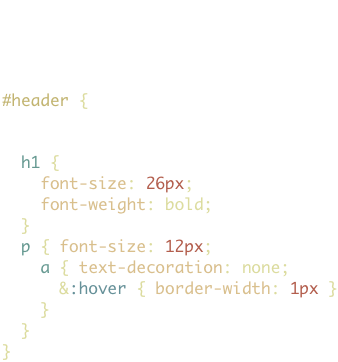 #header {
h1 {
font-size: 26px;
font-weight: bold;
}
p { font-size: 12px;
a { text-decoration: none;
&:hover { border-width: 1px }
}
}
}